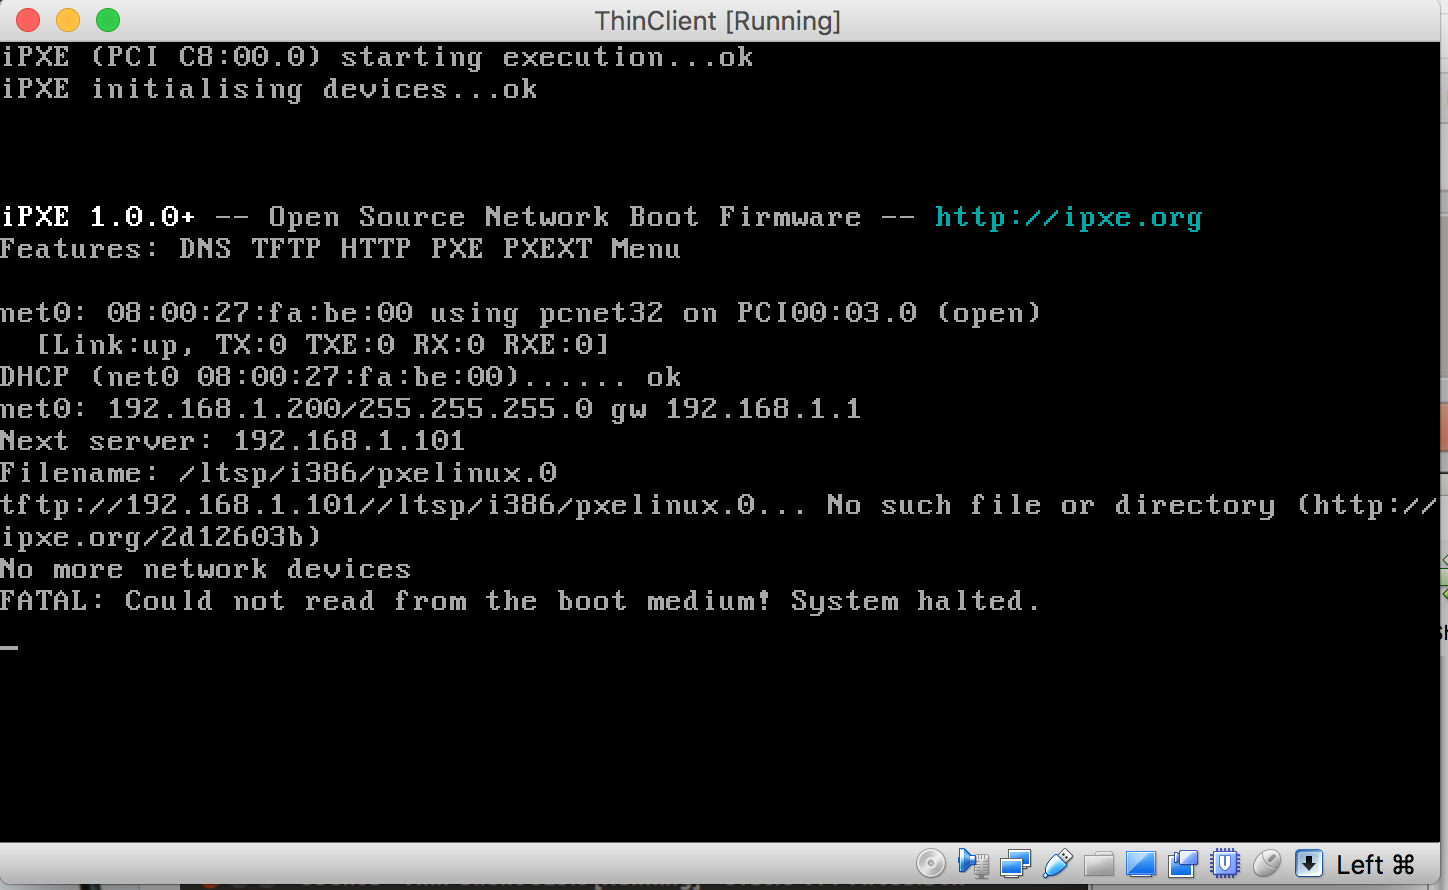 ThinClient [Running]
iPXE (PCI C8:00.0) starting execution...ok
iPXE initialising devices...ok
iPXE 1.0.0+ -- Open Source Network Boot Firmware -- http://ipxe.org
Features: DNS TFTP HTTP PXE PXEXT Menu
net0: 08:00:27:fa:be:00 using pcnet32 on PCI00:03.0 (open)
[Link:up, TX:0 TXE:0 RX:0 RXE:0]
DHCP (net0 08:00:27:fa:be:00)...... ok
net0: 192.168.1.200/255.255.255.0 gw 192.168.1.1
Next server: 192.168.1.101
Filename: /ltsp/i386/pxelinux.0
tftp://192.168.1.101//ltsp/i386/pxelinux.0... No such file or directory (http://
ipxe.org/2d12603b)
No more network devices
FATAL: Could not read from the boot medium! System halted.
Left ⌘